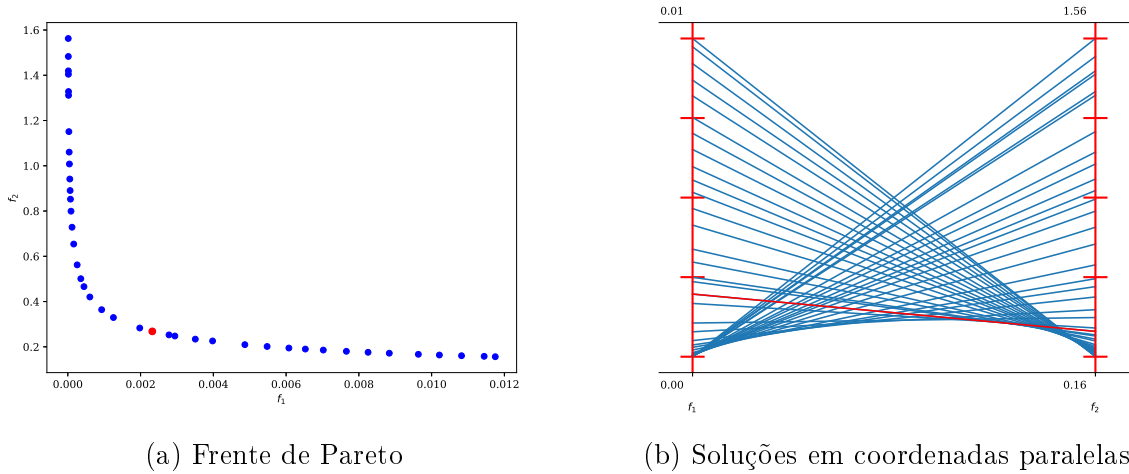 1.6
1.4
1.2
1.0
0.8
0.6
0.4
0.2
f₂
0.000 0.002 0.004 0.006 0.008 0.010 0.012
f₁
(a) Frente de Pareto
0.01 1.56
0.00 0.16
f₁ f₂
(b) Soluções em coordenadas paralelas